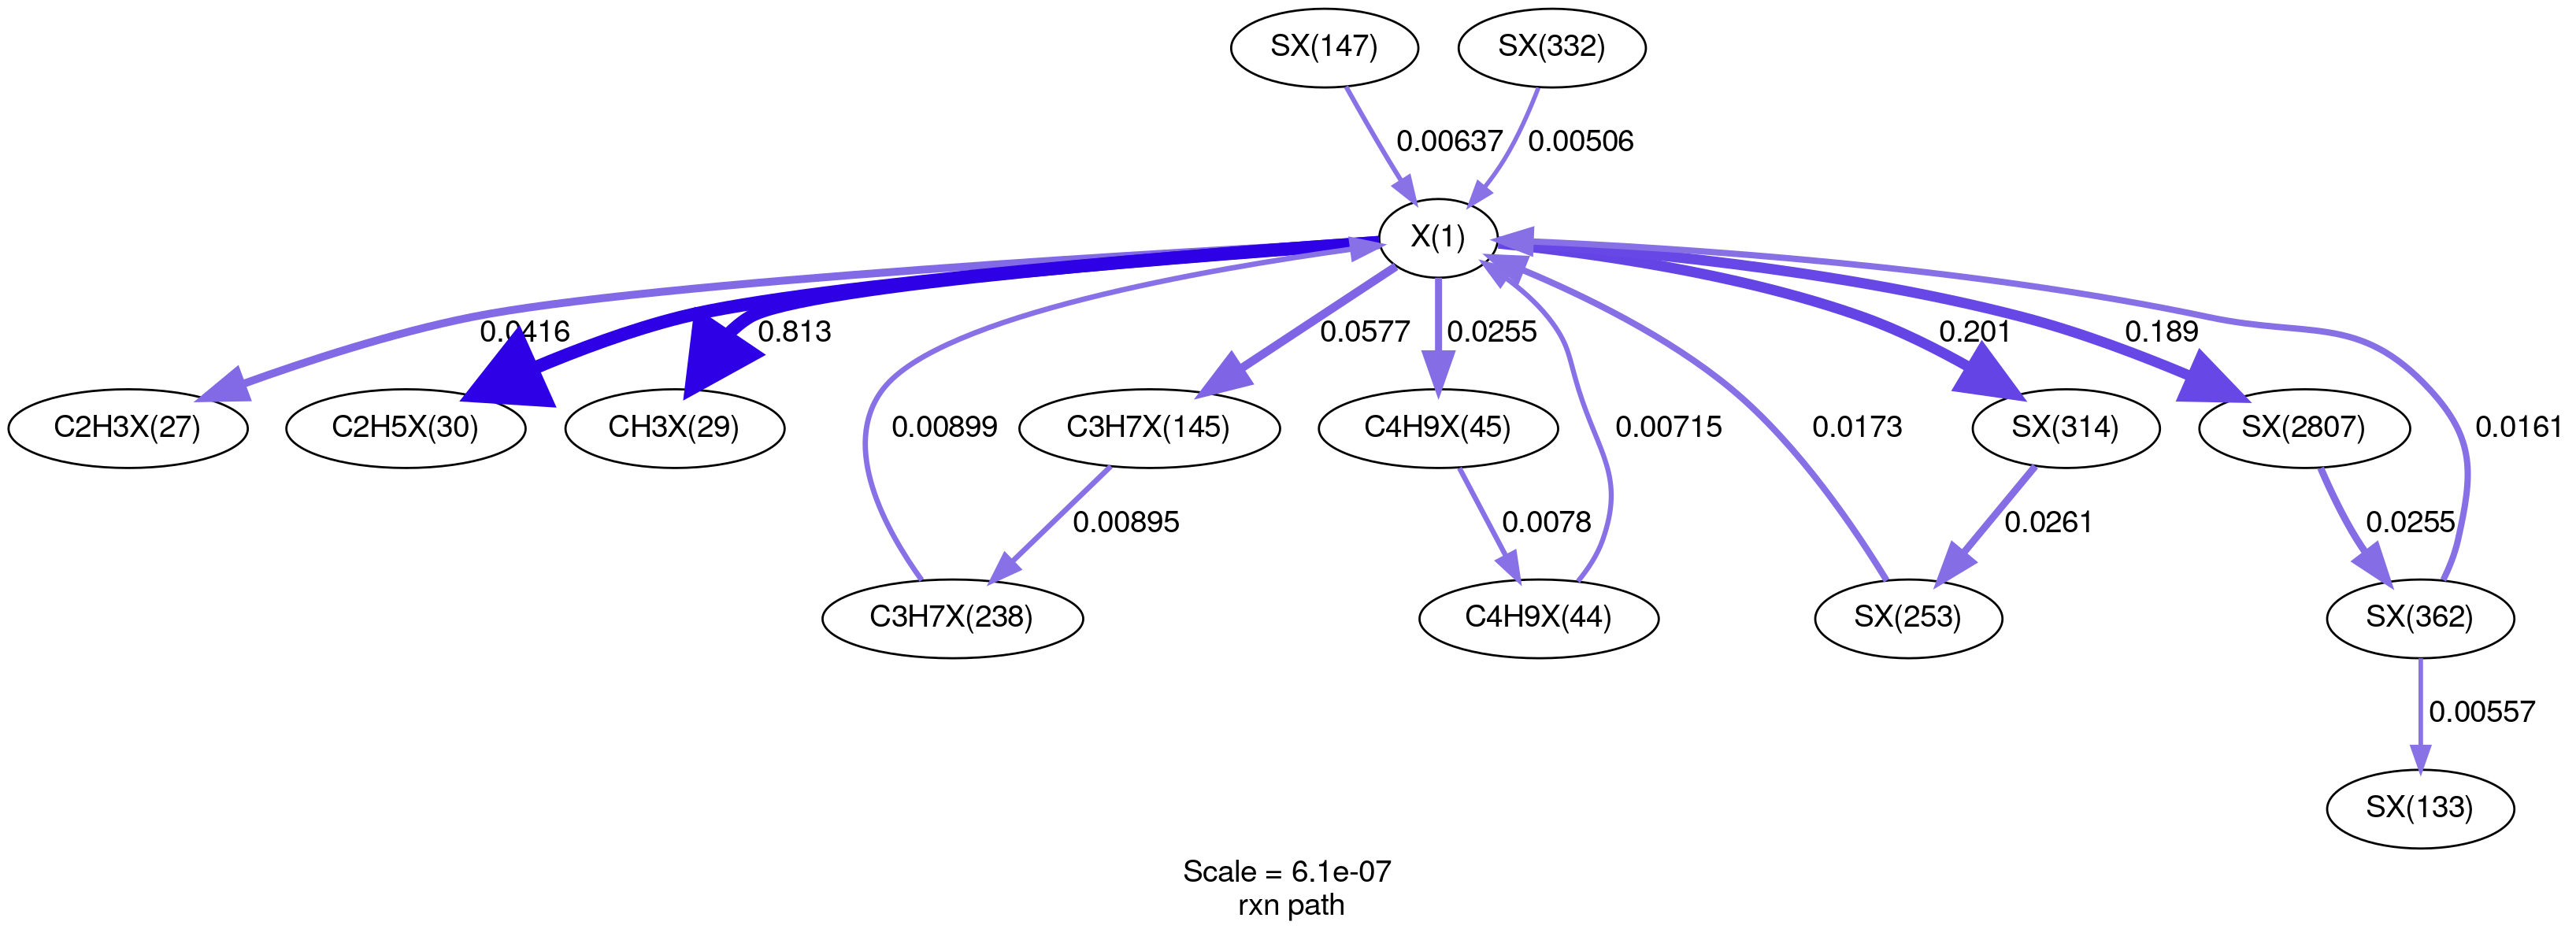 SX(147)
SX(332)
0.00637
0.00506
X(1)
0.0416
0.813
0.0577
0.0255
0.201
0.189
C2H3X(27)
C2H5X(30)
CH3X(29)
0.00899
C3H7X(145)
C4H9X(45)
0.00715
0.0173
SX(314)
SX(2807)
0.0161
0.00895
0.0078
0.0261
0.0255
C3H7X(238)
C4H9X(44)
SX(253)
SX(362)
0.00557
SX(133)
Scale = 6.1e-07
rxn path